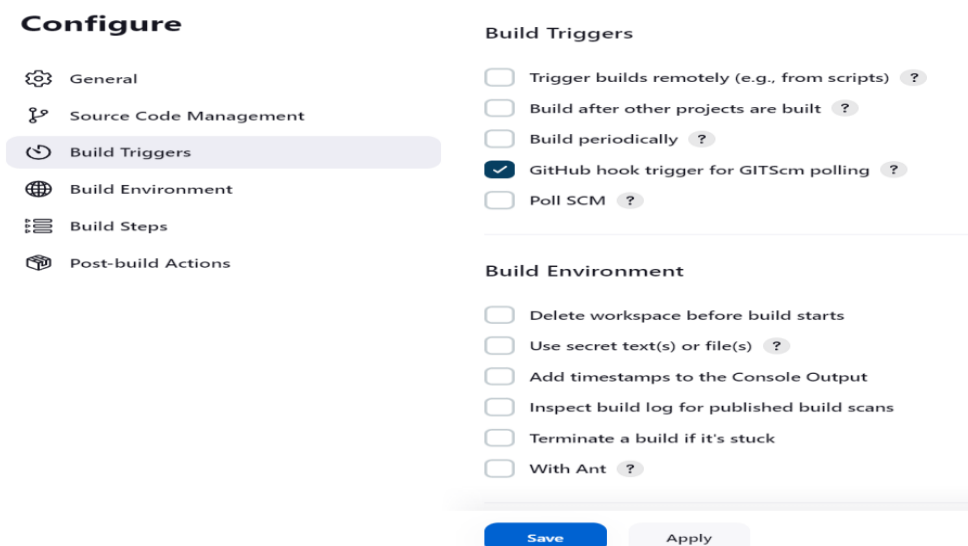 Configure
General
Source Code Management
Build Triggers
Build Environment
Build Steps
Post-build Actions
Build Triggers
Trigger builds remotely (e.g., from scripts) ?
Build after other projects are built ?
Build periodically ?
GitHub hook trigger for GITScm polling ?
Poll SCM ?
Build Environment
Delete workspace before build starts
Use secret text(s) or file(s) ?
Add timestamps to the Console Output
Inspect build log for published build scans
Terminate a build if it's stuck
With Ant ?
Save
Apply